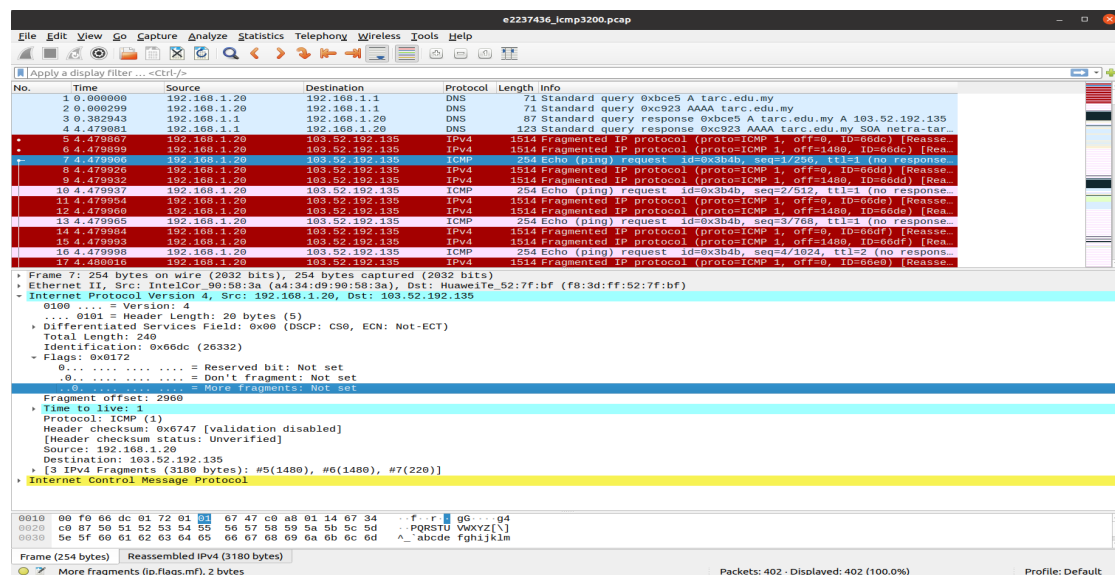 e2237436_icmp3200.pcap
File Edit View Go Capture Analyze Statistics Telephony Wireless Tools Help
Apply a display filter ... <Ctrl-/>
No. Time Source Destination Protocol Length Info
1 0.000000 192.168.1.20 192.168.1.1 DNS 71 Standard query 0xbce5 A tarc.edu.my
2 0.000299 192.168.1.20 192.168.1.1 DNS 71 Standard query 0xc923 AAAA tarc.edu.my
3 0.382943 192.168.1.1 192.168.1.20 DNS 87 Standard query response 0xbce5 A tarc.edu.my A 103.52.192.135
4 4.479081 192.168.1.1 192.168.1.20 DNS 123 Standard query response 0xc923 AAAA tarc.edu.my SOA netra-tar…
5 4.479867 192.168.1.20 103.52.192.135 IPv4 1514 Fragmented IP protocol (proto=ICMP 1, off=0, ID=66dc) [Reasse…
6 4.479899 192.168.1.20 103.52.192.135 IPv4 1514 Fragmented IP protocol (proto=ICMP 1, off=1480, ID=66dc) [Rea…
7 4.479906 192.168.1.20 103.52.192.135 ICMP 254 Echo (ping) request id=0x3b4b, seq=1/256, ttl=1 (no response…
8 4.479926 192.168.1.20 103.52.192.135 IPv4 1514 Fragmented IP protocol (proto=ICMP 1, off=0, ID=66dd) [Reasse…
9 4.479932 192.168.1.20 103.52.192.135 IPv4 1514 Fragmented IP protocol (proto=ICMP 1, off=1480, ID=66dd) [Rea…
10 4.479937 192.168.1.20 103.52.192.135 ICMP 254 Echo (ping) request id=0x3b4b, seq=2/512, ttl=1 (no response…
11 4.479954 192.168.1.20 103.52.192.135 IPv4 1514 Fragmented IP protocol (proto=ICMP 1, off=0, ID=66de) [Reasse…
12 4.479960 192.168.1.20 103.52.192.135 IPv4 1514 Fragmented IP protocol (proto=ICMP 1, off=1480, ID=66de) [Rea…
13 4.479965 192.168.1.20 103.52.192.135 ICMP 254 Echo (ping) request id=0x3b4b, seq=3/768, ttl=1 (no response…
14 4.479984 192.168.1.20 103.52.192.135 IPv4 1514 Fragmented IP protocol (proto=ICMP 1, off=0, ID=66df) [Reasse…
15 4.479993 192.168.1.20 103.52.192.135 IPv4 1514 Fragmented IP protocol (proto=ICMP 1, off=1480, ID=66df) [Rea…
16 4.479998 192.168.1.20 103.52.192.135 ICMP 254 Echo (ping) request id=0x3b4b, seq=4/1024, ttl=2 (no respons…
17 4.480016 192.168.1.20 103.52.192.135 IPv4 1514 Fragmented IP protocol (proto=ICMP 1, off=0, ID=66e0) [Reasse…
Frame 7: 254 bytes on wire (2032 bits), 254 bytes captured (2032 bits)
Ethernet II, Src: IntelCor_90:58:3a (a4:34:d9:90:58:3a), Dst: HuaweiTe_52:7f:bf (f8:3d:ff:52:7f:bf)
Internet Protocol Version 4, Src: 192.168.1.20, Dst: 103.52.192.135
0100 .... = Version: 4
.... 0101 = Header Length: 20 bytes (5)
Differentiated Services Field: 0x00 (DSCP: CS0, ECN: Not-ECT)
Total Length: 240
Identification: 0x66dc (26332)
Flags: 0x0172
0... .... .... .... = Reserved bit: Not set
.0.. .... .... .... = Don't fragment: Not set
..0. .... .... .... = More fragments: Not set
Fragment offset: 2960
Time to live: 1
Protocol: ICMP (1)
Header checksum: 0x6747 [validation disabled]
[Header checksum status: Unverified]
Source: 192.168.1.20
Destination: 103.52.192.135
[3 IPv4 Fragments (3180 bytes): #5(1480), #6(1480), #7(220)]
Internet Control Message Protocol
0010 00 f0 66 dc 01 72 01 01 67 47 c0 a8 01 14 67 34 ··f··r·· gG····g4
0020 c0 87 50 51 52 53 54 55 56 57 58 59 5a 5b 5c 5d ··PQRSTU VWXYZ[\]
0030 5e 5f 60 61 62 63 64 65 66 67 68 69 6a 6b 6c 6d ^_`abcde fghijklm
Frame (254 bytes) Reassembled IPv4 (3180 bytes)
More fragments (ip.flags.mf), 2 bytes Packets: 402 · Displayed: 402 (100.0%) Profile: Default